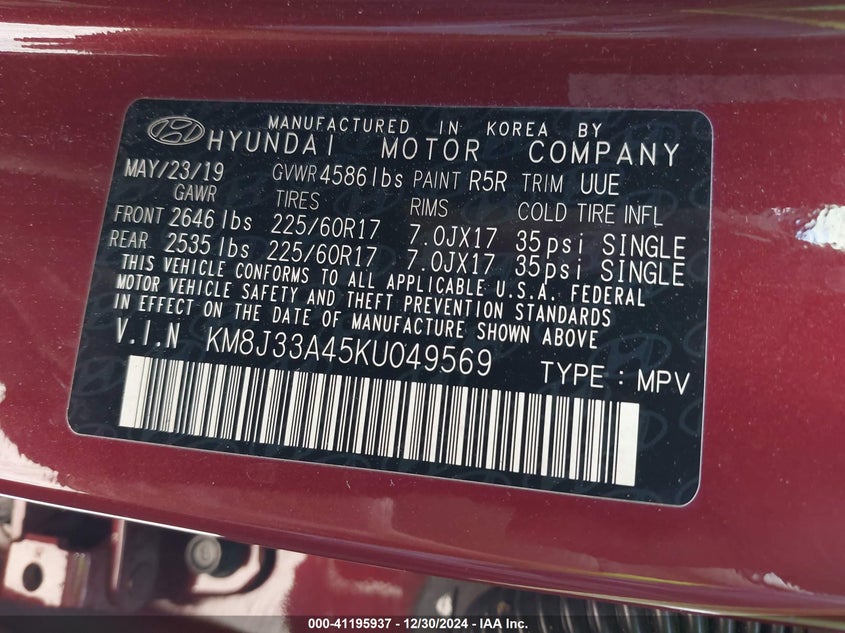 MANUFACTURED IN KOREA BY
HYUNDAI MOTOR COMPANY
MAY/23/19 GVWR 4586lbs PAINT R5R TRIM UUE
GAWR TIRES RIMS COLD TIRE INFL
FRONT 2646 lbs 225/60R17 7.0JX17 35psi SINGLE
REAR 2535 lbs 225/60R17 7.0JX17 35psi SINGLE
THIS VEHICLE CONFORMS TO ALL APPLICABLE U.S.A. FEDERAL
MOTOR VEHICLE SAFETY AND THEFT PREVENTION STANDARDS
IN EFFECT ON THE DATE OF MANUFACTURE SHOWN ABOVE
V.I.N KM8J33A45KU049569 TYPE : MPV
000-41195937 - 12/30/2024 - IAA Inc.